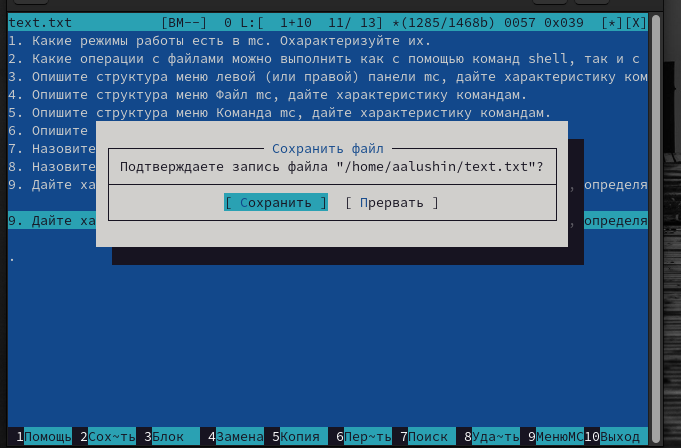 text.txt [BM--] 0 L:[ 1+10 11/ 13] *(1285/1468b) 0057 0x039 [*][X]
1. Какие режимы работы есть в mc. Охарактеризуйте их.
2. Какие операции с файлами можно выполнить как с помощью команд shell, так и с
3. Опишите структура меню левой (или правой) панели mc, дайте характеристику ком
4. Опишите структура меню Файл mc, дайте характеристику командам.
5. Опишите структура меню Команда mc, дайте характеристику командам.
6. Опишите
7. Назовите
8. Назовите
9. Дайте ха , определя
9. Дайте ха , определя
.
Сохранить файл
Подтверждаете запись файла "/home/aalushin/text.txt"?
[ Сохранить ] [ Прервать ]
1Помощь 2Сох~ть 3Блок 4Замена 5Копия 6Пер~ть 7Поиск 8Уда~ть 9МенюMC 10Выход